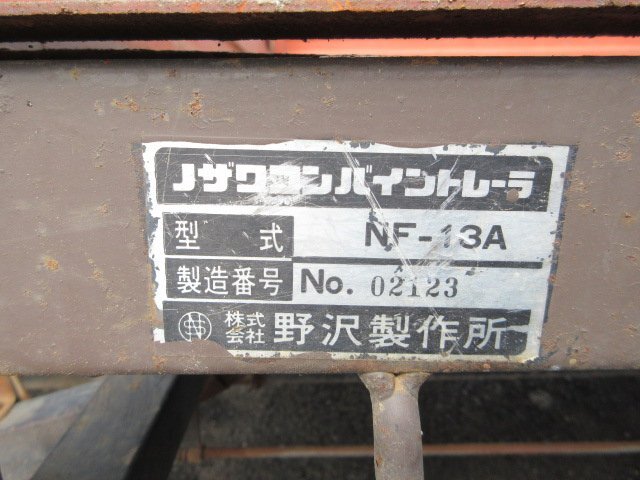 ノザワコンバイントレーラ
型式 NF-13A
製造番号 No. 02123
株式会社 野沢製作所